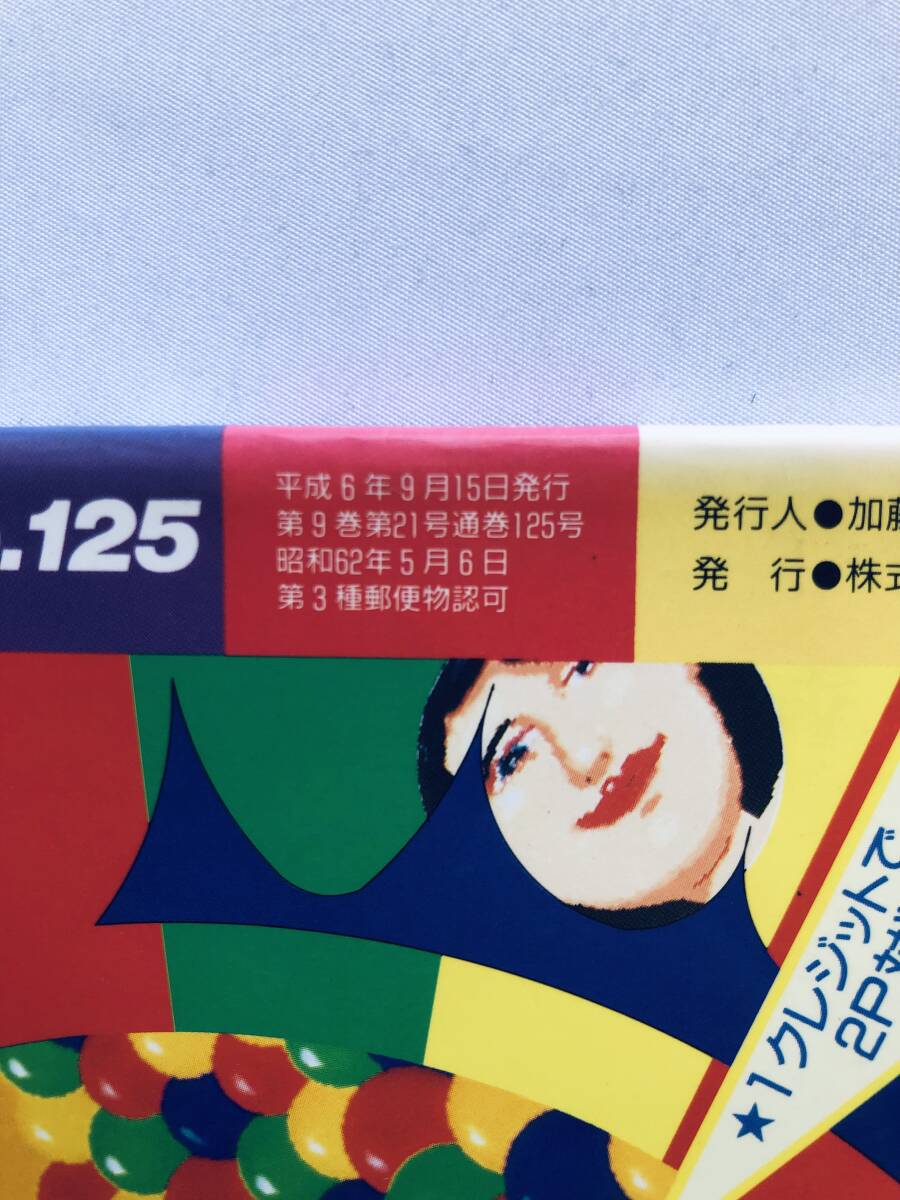 .125
平成6年9月15日発行
第9巻第21号通巻125号
昭和62年5月6日
第3種郵便物認可
発行人●加藤
発 行●株式
★1クレジットで
2P対